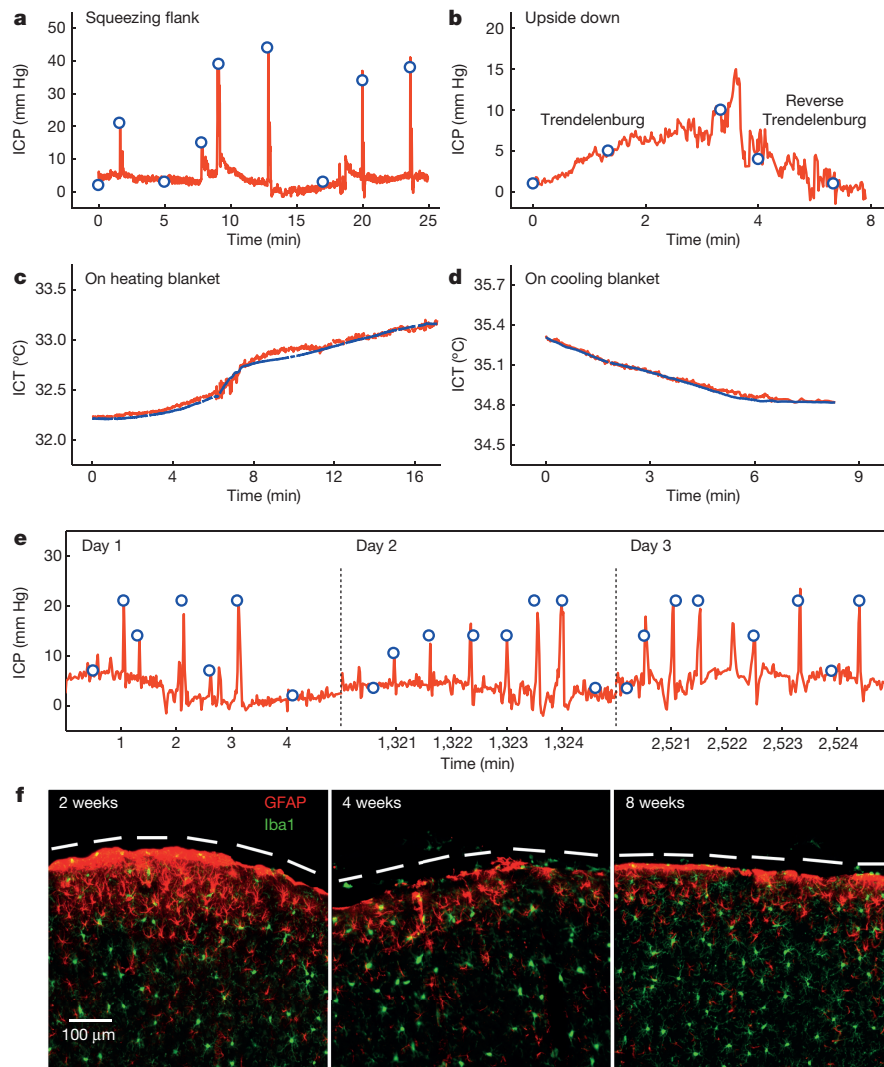 a Squeezing flank
ICP (mm Hg)
50
40
30
20
10
0
0 5 10 15 20 25
Time (min)
b Upside down
ICP (mm Hg)
20
15
10
5
0
Trendelenburg
Reverse
Trendelenburg
0 2 4 8
Time (min)
c On heating blanket
ICT (ºC)
33.5
33.0
32.5
32.0
0 4 8 12 16
Time (min)
d On cooling blanket
ICT (ºC)
35.7
35.4
35.1
34.8
34.5
0 3 6 9
Time (min)
e
Day 1 Day 2 Day 3
ICP (mm Hg)
30
20
10
0
1 2 3 4 1,321 1,322 1,323 1,324 2,521 2,522 2,523 2,524
Time (min)
f
2 weeks GFAP 4 weeks 8 weeks
Iba1
100 µm